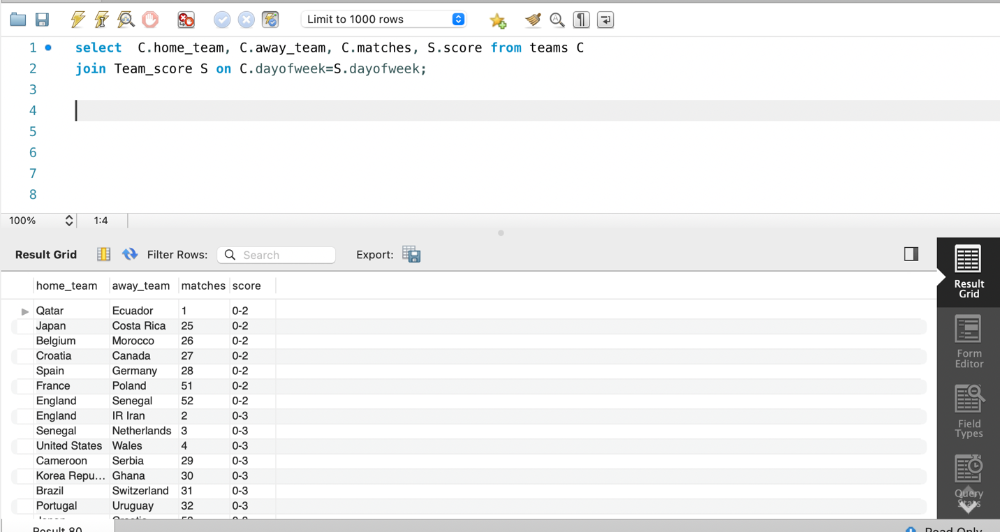 Limit to 1000 rows
1 select C.home_team, C.away_team, C.matches, S.score from teams C
2 join Team_score S on C.dayofweek=S.dayofweek;
3
4
5
6
7
8
100% 1:4
Result Grid Filter Rows: Search Export:
home_team away_team matches score
Qatar Ecuador 1 0-2
Japan Costa Rica 25 0-2
Belgium Morocco 26 0-2
Croatia Canada 27 0-2
Spain Germany 28 0-2
France Poland 51 0-2
England Senegal 52 0-2
England IR Iran 2 0-3
Senegal Netherlands 3 0-3
United States Wales 4 0-3
Cameroon Serbia 29 0-3
Korea Repu... Ghana 30 0-3
Brazil Switzerland 31 0-3
Portugal Uruguay 32 0-3
Result
Grid
Form
Editor
Field
Types
Query
Stats
Result 80
Read Only